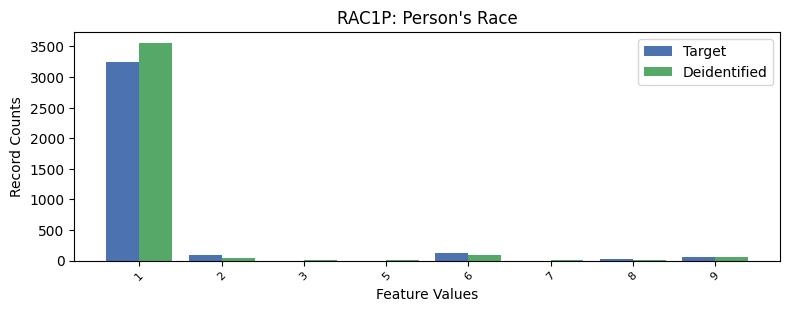 RAC1P: Person's Race
Target
Deidentified
Record Counts
3500
3000
2500
2000
1500
1000
500
0
1 2 3 5 6 7 8 9
Feature Values